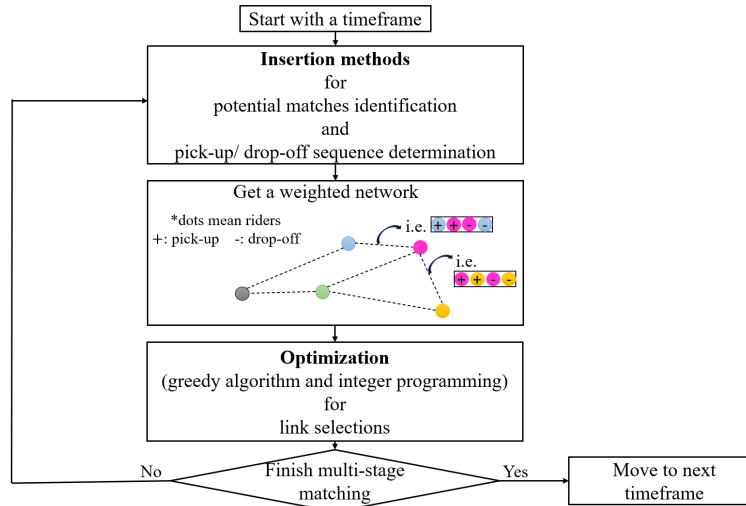 Start with a timeframe
Insertion methods
for
potential matches identification
and
pick-up/ drop-off sequence determination
Get a weighted network
*dots mean riders
+: pick-up -: drop-off
i.e. + + - -
i.e.
+ + - -
Optimization
(greedy algorithm and integer programming)
for
link selections
No
Finish multi-stage
matching
Yes
Move to next
timeframe